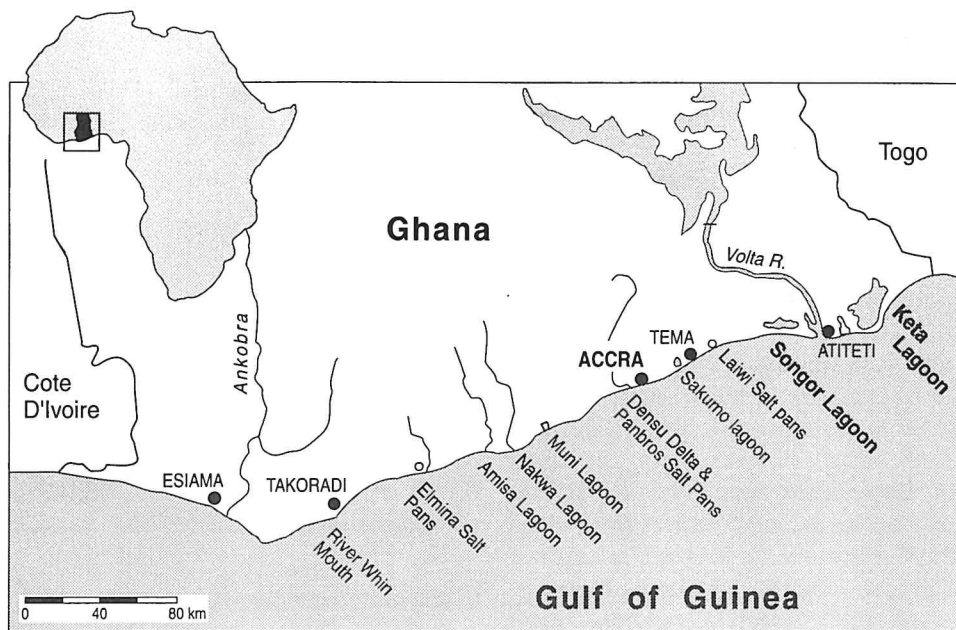 Togo
Ghana
Volta R.
Ankobra
Keta
Lagoon
ATITETI
TEMA
ACCRA
Songor Lagoon
Laiwi Salt pans
Sakumo lagoon
Densu Delta &
Panbros Salt Pans
Cote
D'Ivoire
Muni Lagoon
Nakwa Lagoon
Amisa Lagoon
Elmina Salt
Pans
ESIAMA
TAKORADI
River Whin
Mouth
Gulf of Guinea
0 40 80 km